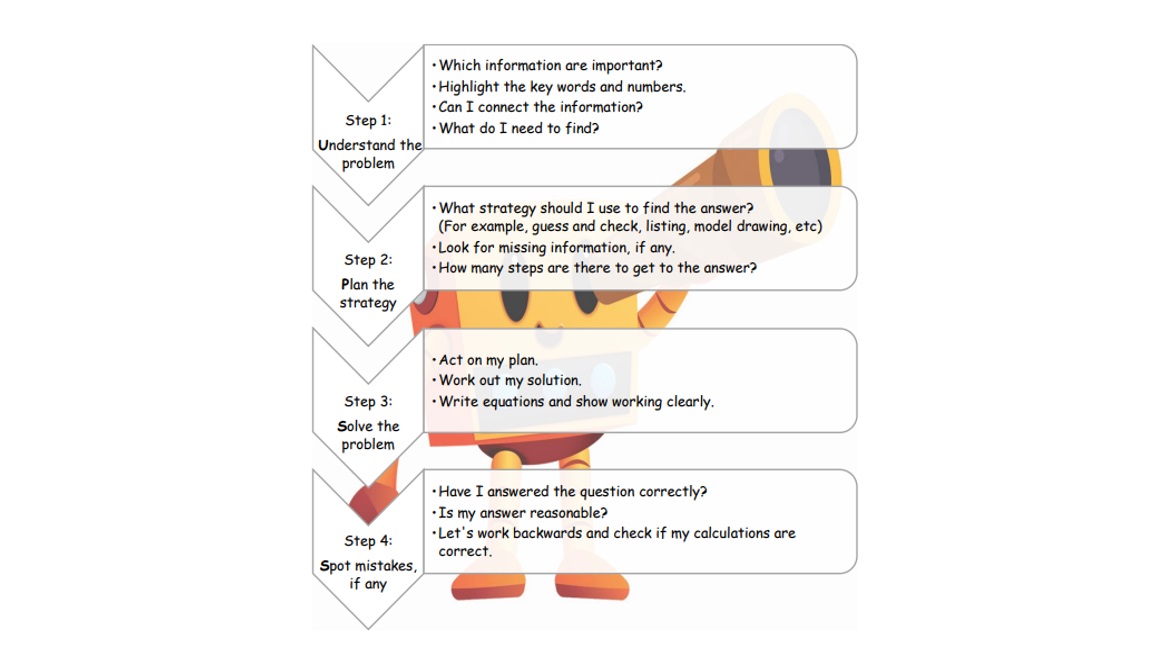 Step 1:
Understand the
problem
•Which information are important?
•Highlight the key words and numbers.
•Can I connect the information?
•What do I need to find?
Step 2:
Plan the
strategy
•What strategy should I use to find the answer?
(For example, guess and check, listing, model drawing, etc)
•Look for missing information, if any.
•How many steps are there to get to the answer?
Step 3:
Solve the
problem
•Act on my plan.
•Work out my solution.
•Write equations and show working clearly.
Step 4:
Spot mistakes,
if any
•Have I answered the question correctly?
•Is my answer reasonable?
•Let's work backwards and check if my calculations are
correct.